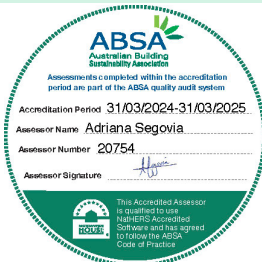 ABSA
Australian Building
Sustainability Association
Assessments completed within the accreditation
period are part of the ABSA quality audit system
Accreditation Period 31/03/2024-31/03/2025
Assessor Name Adriana Segovia
Assessor Number 20754
Assessor Signature
This Accredited Assessor
is qualified to use
NatHERS Accredited
Software and has agreed
to follow the ABSA
Code of Practice